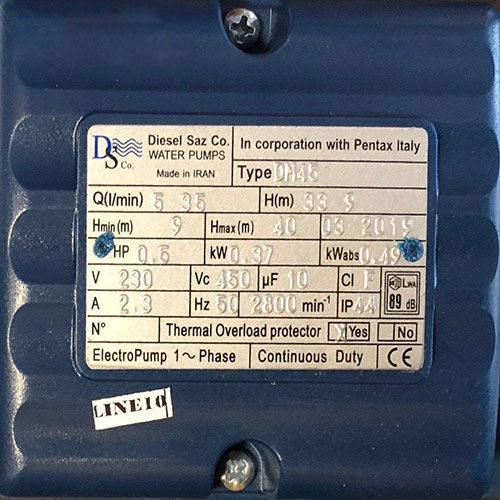 DS Co. Diesel Saz Co. WATER PUMPS Made in IRAN
In corporation with Pentax Italy
Type DM45
Q(l/min) 5 35 H(m) 33 9
Hmin(m) 9 Hmax(m) 40 03 2019
HP 0.5 kW 0.37 kWabs 0.49
V 230 Vc 450 µF 10 Cl F
A 2.3 Hz 50 2800 min⁻¹ IP 44 LWA 89 dB
N° Thermal Overload protector X Yes No
ElectroPump 1~Phase Continuous Duty CE
LINE10